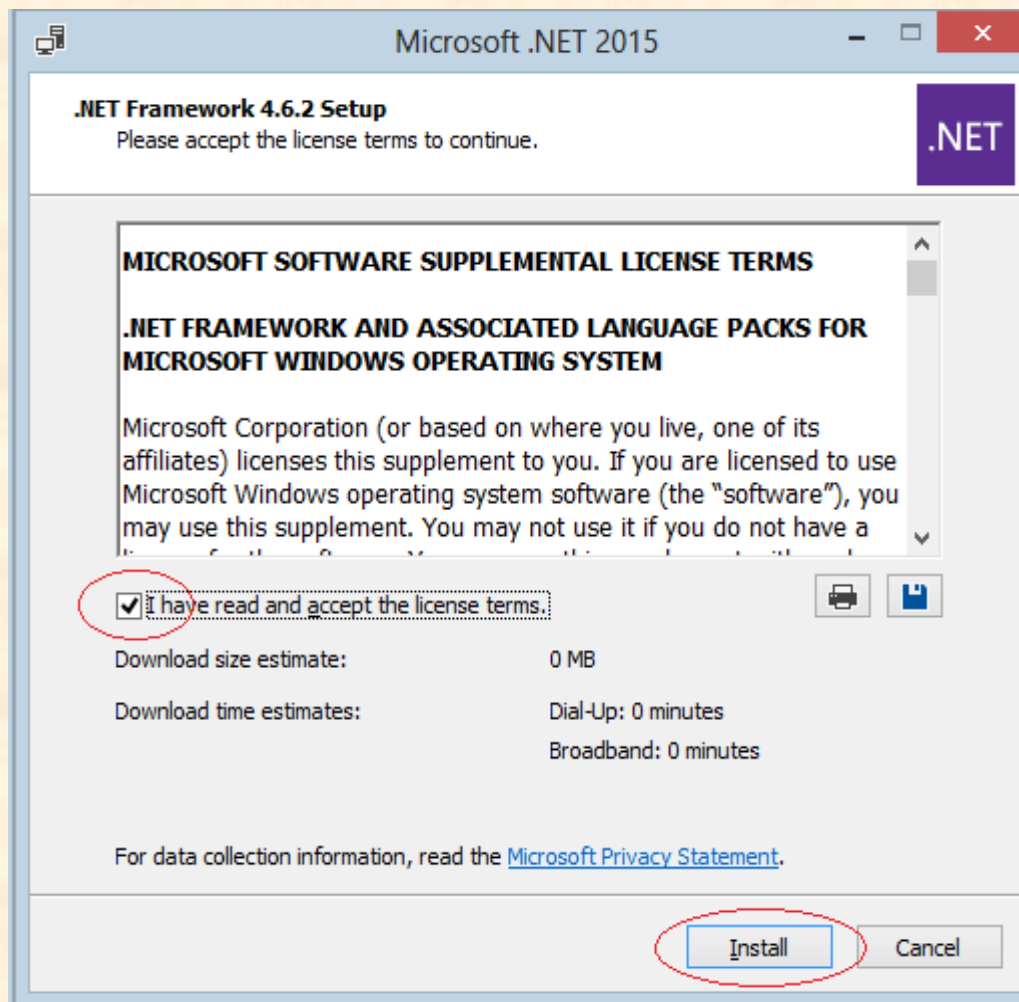 Microsoft .NET 2015
.NET Framework 4.6.2 Setup
Please accept the license terms to continue.
.NET
MICROSOFT SOFTWARE SUPPLEMENTAL LICENSE TERMS
.NET FRAMEWORK AND ASSOCIATED LANGUAGE PACKS FOR
MICROSOFT WINDOWS OPERATING SYSTEM
Microsoft Corporation (or based on where you live, one of its
affiliates) licenses this supplement to you. If you are licensed to use
Microsoft Windows operating system software (the “software”), you
may use this supplement. You may not use it if you do not have a
I have read and accept the license terms.
Download size estimate: 0 MB
Download time estimates: Dial-Up: 0 minutes
Broadband: 0 minutes
For data collection information, read the Microsoft Privacy Statement.
Install Cancel